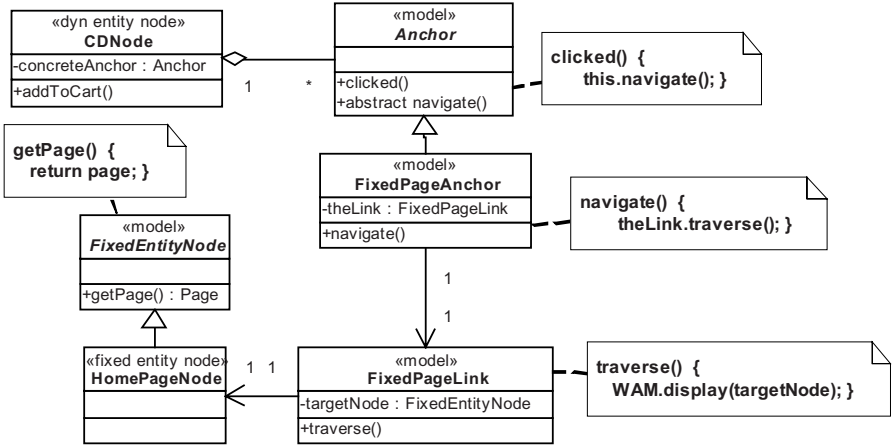 «dyn entity node»
CDNode
-concreteAnchor : Anchor
+addToCart()
1
*
«model»
Anchor
+clicked()
+abstract navigate()
clicked() {
this.navigate(); }
getPage() {
return page; }
«model»
FixedPageAnchor
-theLink : FixedPageLink
+navigate()
navigate() {
theLink.traverse(); }
«model»
FixedEntityNode
+getPage() : Page
1
1
«fixed entity node»
HomePageNode
1 1
«model»
FixedPageLink
-targetNode : FixedEntityNode
+traverse()
traverse() {
WAM.display(targetNode); }